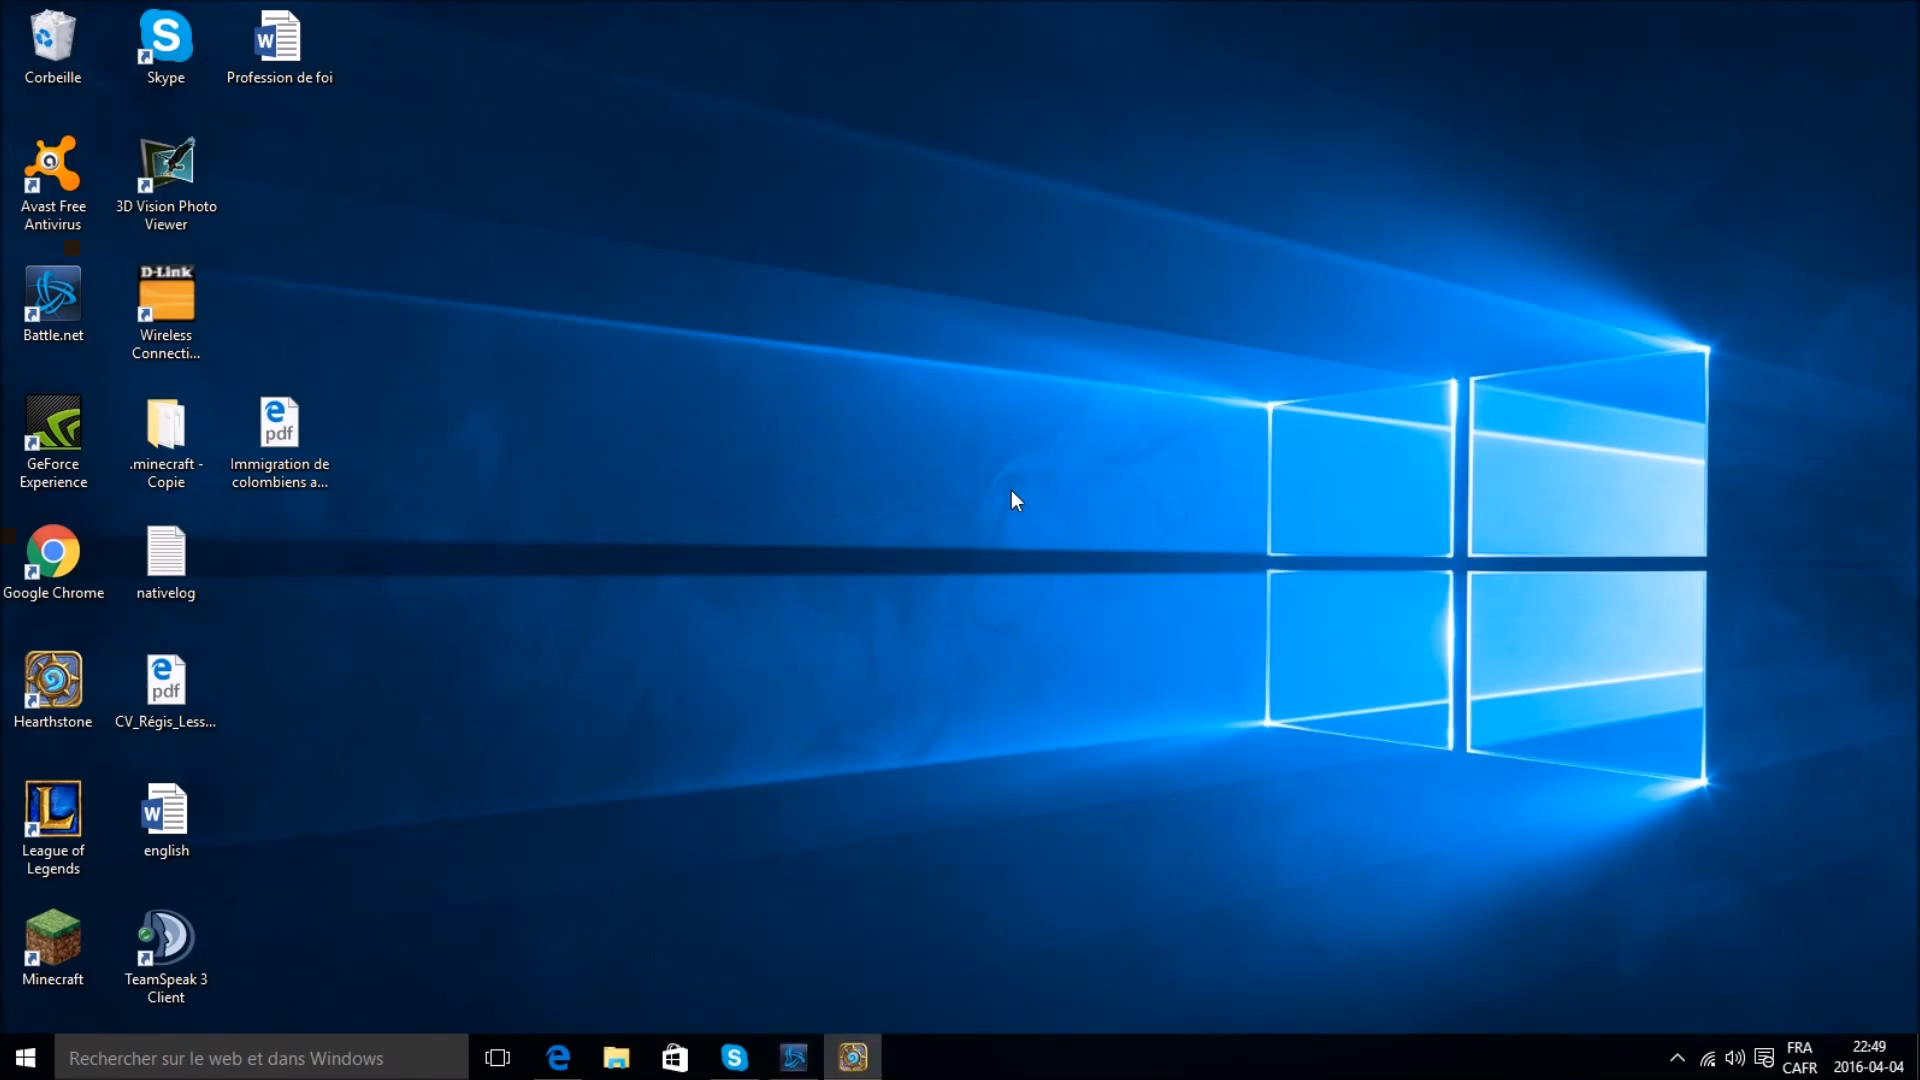 Corbeille
Skype
Profession de foi
Avast Free
Antivirus
3D Vision Photo
Viewer
Battle.net
D-Link
Wireless
Connecti...
GeForce
Experience
.minecraft -
Copie
pdf
Immigration de
colombiens a...
Google Chrome
nativelog
Hearthstone
pdf
CV_Régis_Less...
League of
Legends
english
Minecraft
TeamSpeak 3
Client
Rechercher sur le web et dans Windows
FRA
CAFR
22:49
2016-04-04